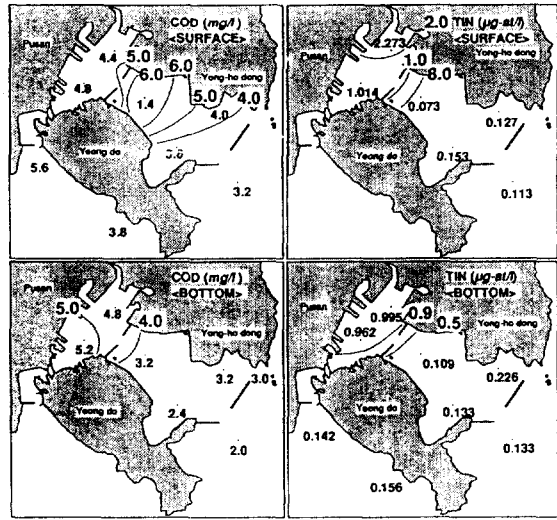 Pusan
COD (mg/l)
<SURFACE>
4.4
5.0
6.0
6.0
Yong-ho dong
4.8
1.4
5.0
4.0
4.0
Yeong do
5.6
3.2
3.8
Pusan
2.0
TIN (µg-at/l)
<SURFACE>
2.273
1.0
Yong-ho dong
1.014
0.073
0.127
Yeong do
0.153
0.113
Pusan
COD (mg/l)
<BOTTOM>
5.0
4.8
4.0
Yong-ho dong
5.2
3.2
3.2
3.0
Yeong do
2.4
2.0
Pusan
TIN (µg-at/l)
<BOTTOM>
0.995
0.9
0.5
Yong-ho dong
0.962
0.109
0.226
Yeong do
0.133
0.142
0.133
0.156